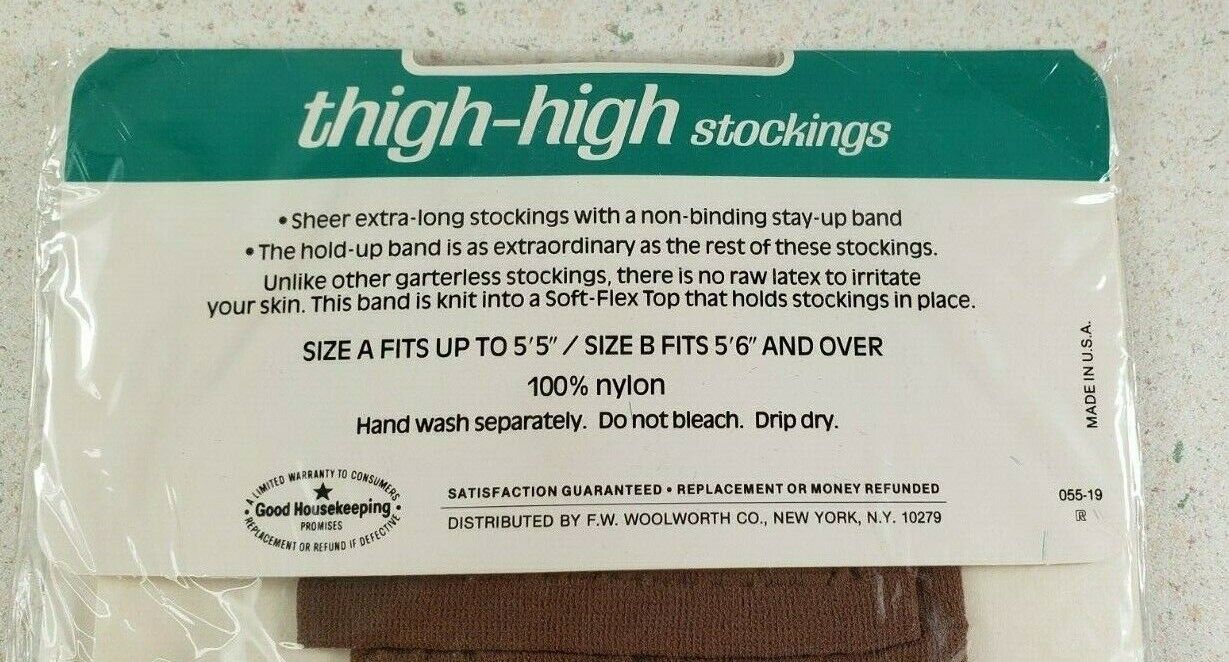 thigh-high stockings
• Sheer extra-long stockings with a non-binding stay-up band
• The hold-up band is as extraordinary as the rest of these stockings.
Unlike other garterless stockings, there is no raw latex to irritate
your skin. This band is knit into a Soft-Flex Top that holds stockings in place.
SIZE A FITS UP TO 5'5" / SIZE B FITS 5'6" AND OVER
100% nylon
Hand wash separately. Do not bleach. Drip dry.
MADE IN U.S.A.
• A LIMITED WARRANTY TO CONSUMERS •
★
Good Housekeeping
PROMISES
REPLACEMENT OR REFUND IF DEFECTIVE
SATISFACTION GUARANTEED • REPLACEMENT OR MONEY REFUNDED
DISTRIBUTED BY F.W. WOOLWORTH CO., NEW YORK, N.Y. 10279
055-19
R